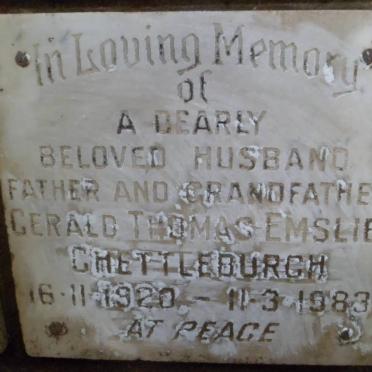 In Loving Memory
of
A DEARLY
BELOVED HUSBAND
FATHER AND GRANDFATHE
GERALD THOMAS EMSLIE
CHETTLEBURGH
16·11·1920 - 11·3·1983
AT PEACE